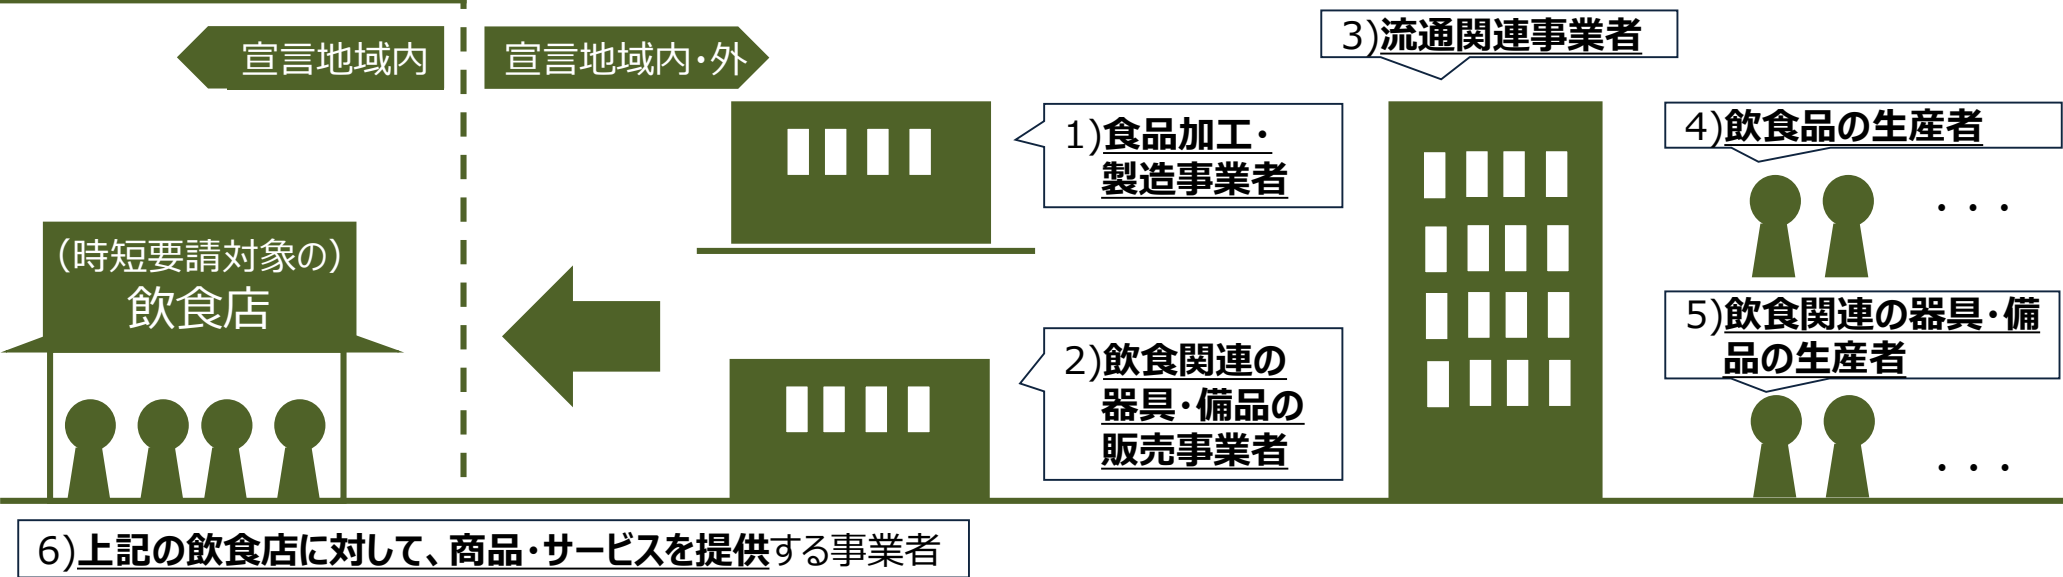 宣言地域内
宣言地域内・外
3)流通関連事業者
1)食品加工・
製造事業者
4)飲食品の生産者
・・・
(時短要請対象の)
飲食店
2)飲食関連の
器具・備品の
販売事業者
5)飲食関連の器具・備
品の生産者
・・・
6)上記の飲食店に対して、商品・サービスを提供する事業者